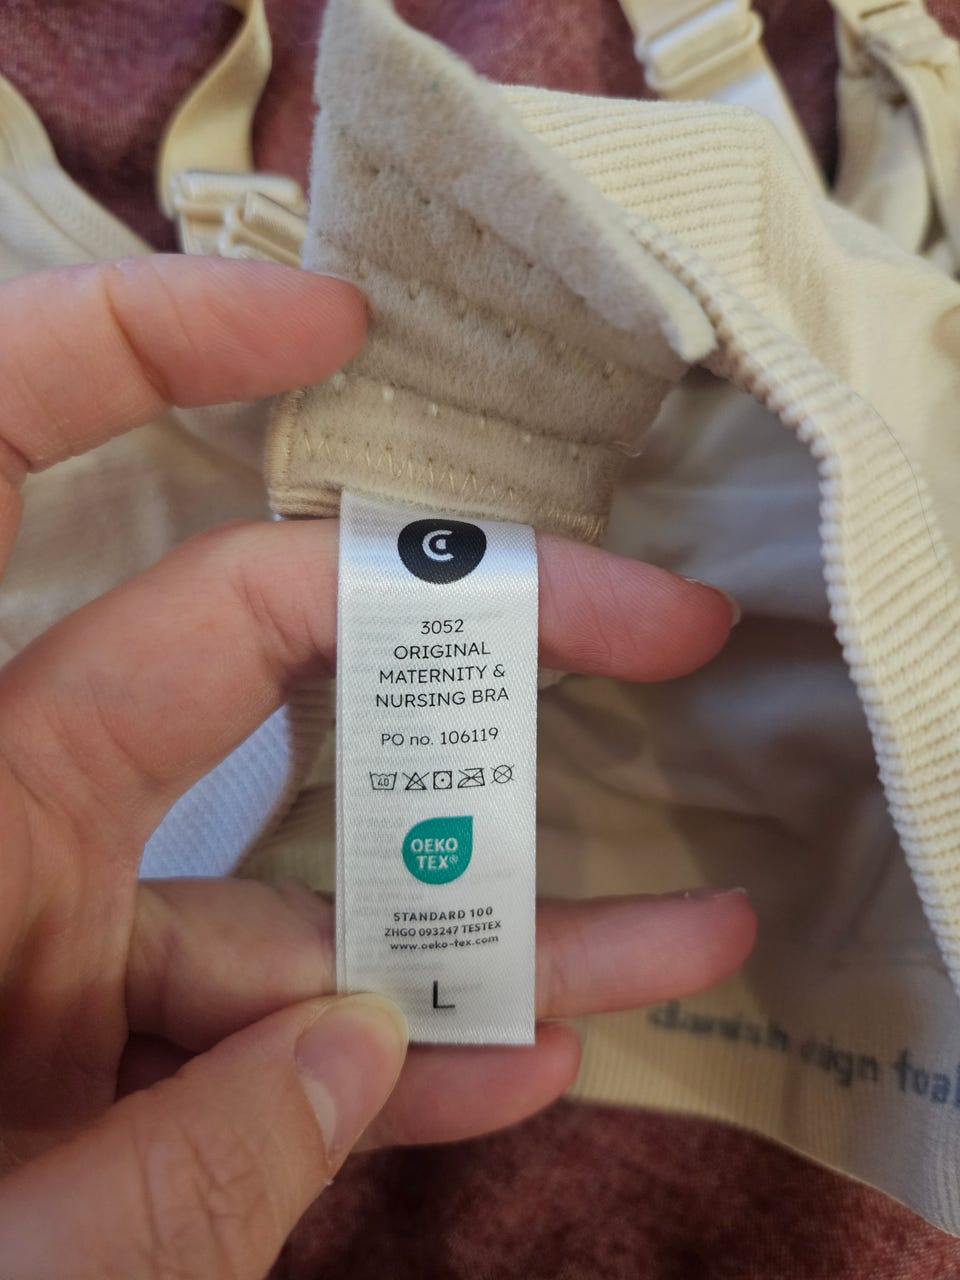 3052
ORIGINAL
MATERNITY &
NURSING BRA
PO no. 106119
40
OEKO
TEX®
STANDARD 100
ZHGO 093247 TESTEX
www.oeko-tex.com
L
danish